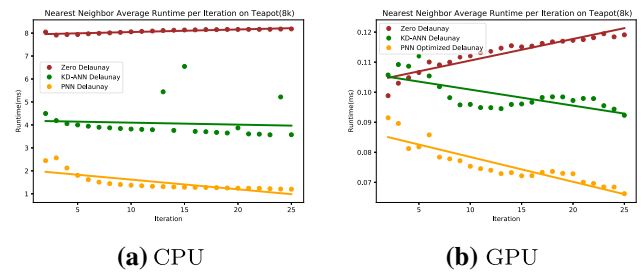 Nearest Neighbor Average Runtime per Iteration on Teapot(8k)
Runtime(ms)
8
7
6
5
4
3
2
1
Zero Delaunay
KD-ANN Delaunay
PNN Delaunay
5
10
15
20
25
Iteration
(a) CPU
Nearest Neighbor Average Runtime per Iteration on Teapot(8k)
Runtime(ms)
0.12
0.11
0.10
0.09
0.08
0.07
Zero Delaunay
KD-ANN Delaunay
PNN Optimized Delaunay
5
10
15
20
25
Iteration
(b) GPU